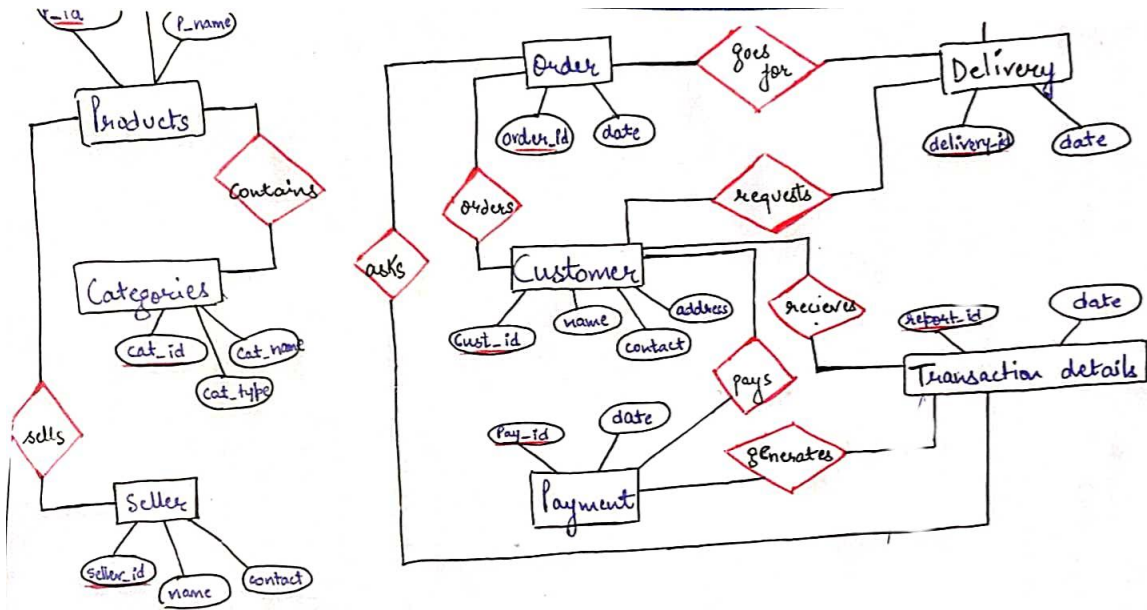 P_id
P_name
Products
contains
Categories
cat_id
cat_name
cat_type
sells
Seller
seller_id
name
contact
Order
order_id
date
goes for
Delivery
delivery_id
date
orders
requests
asks
Customer
cust_id
name
contact
address
recieves
report_id
date
Transaction details
pays
Pay_id
date
Payment
generates